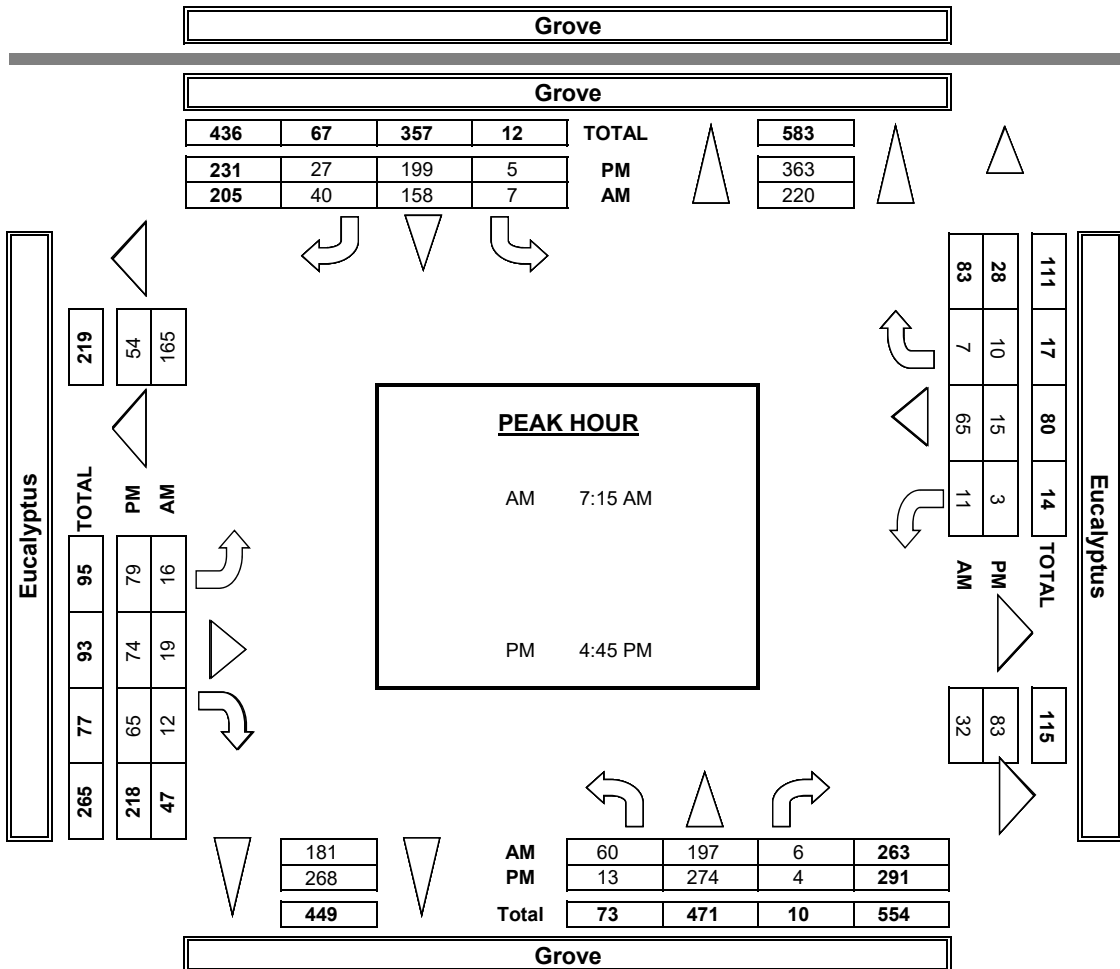 Grove
Grove
436 67 357 12 TOTAL 583
231 27 199 5 PM 363
205 40 158 7 AM 220
Eucalyptus
219 54 165
TOTAL PM AM
95 79 16
93 74 19
77 65 12
265 218 47
PEAK HOUR
AM 7:15 AM
PM 4:45 PM
83 28 111
7 10 17
65 15 80
11 3 14
AM PM TOTAL
32 83 115
Eucalyptus
181 AM 60 197 6 263
268 PM 13 274 4 291
449 Total 73 471 10 554
Grove